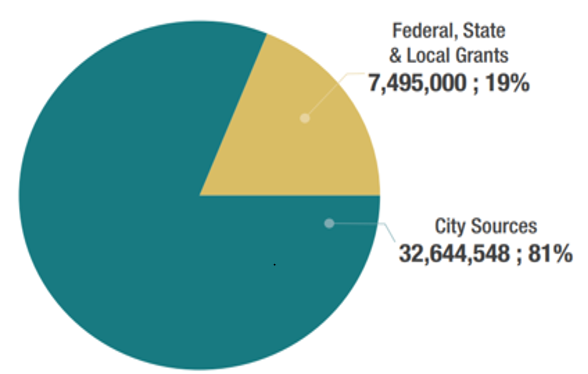 Federal, State
& Local Grants
7,495,000 ; 19%
City Sources
32,644,548 ; 81%